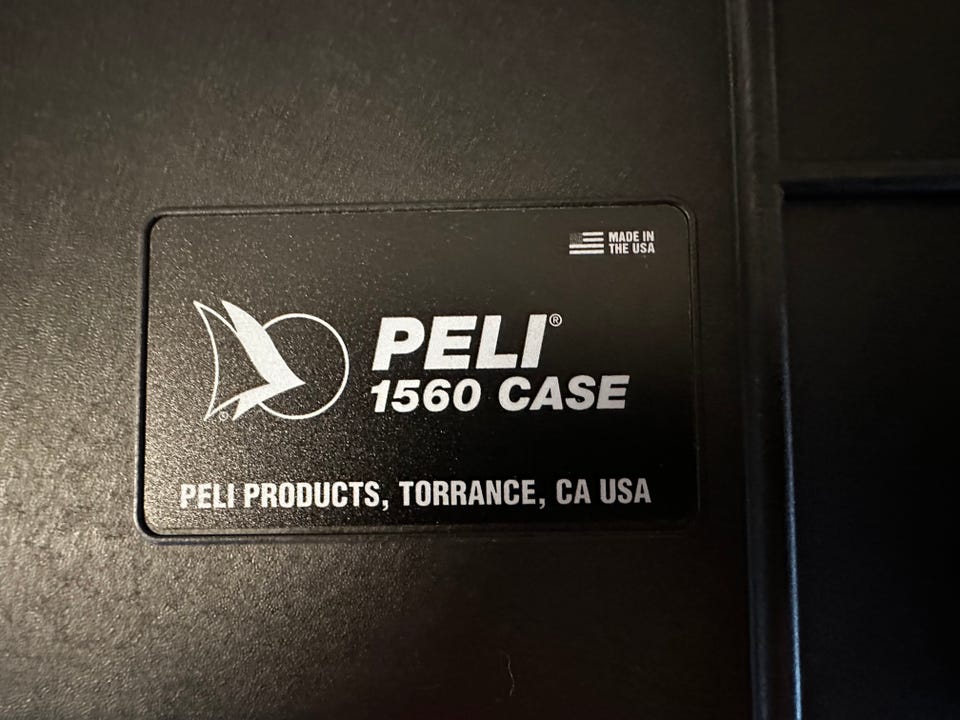 MADE IN
THE USA
PELI®
1560 CASE
PELI PRODUCTS, TORRANCE, CA USA